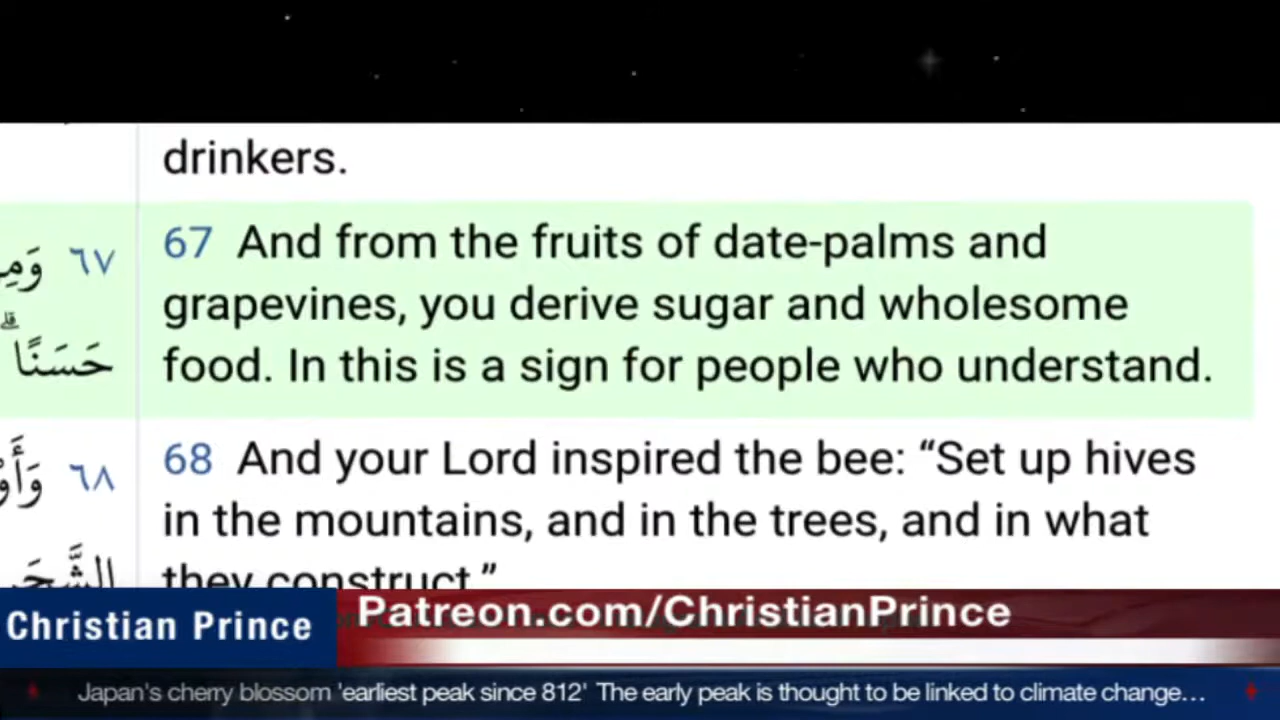 drinkers.
٦٧ وَمِ
حَسَنًا ۗ
67 And from the fruits of date-palms and
grapevines, you derive sugar and wholesome
food. In this is a sign for people who understand.
٦٨ وَأَو
الشَّجَ
68 And your Lord inspired the bee: “Set up hives
in the mountains, and in the trees, and in what
they construct.”
Christian Prince
Patreon.com/ChristianPrince
Japan's cherry blossom 'earliest peak since 812' The early peak is thought to be linked to climate change…